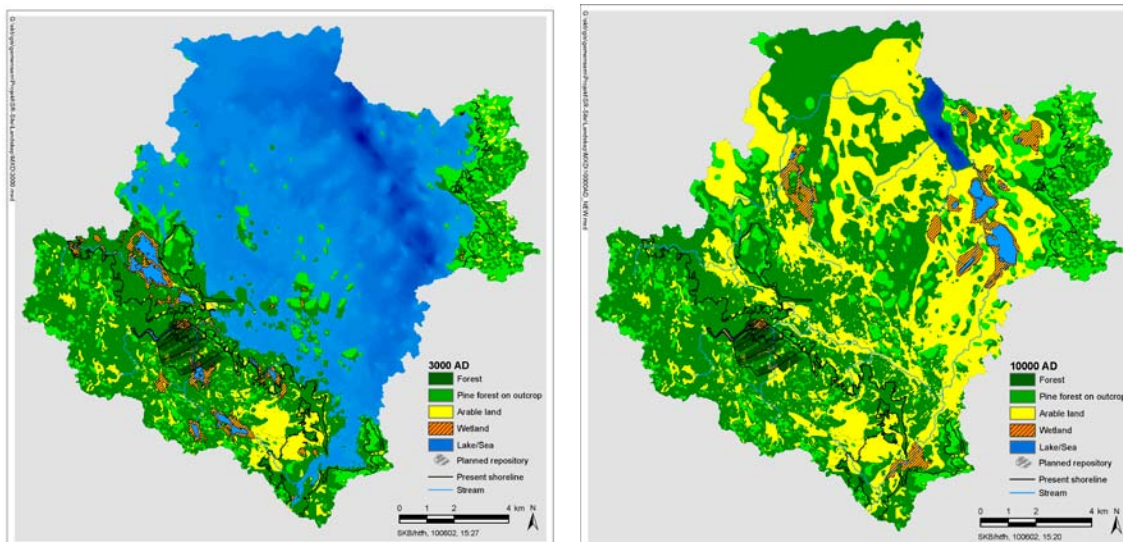 3000 AD
Forest
Pine forest on outcrop
Arable land
Wetland
Lake/Sea
Planned repository
Present shoreline
Stream
0 1 2 4 km
N
SKB/hth, 100602, 15:27
10000 AD
Forest
Pine forest on outcrop
Arable land
Wetland
Lake/Sea
Planned repository
Present shoreline
Stream
0 1 2 4 km
N
SKB/hth, 100602, 15:20